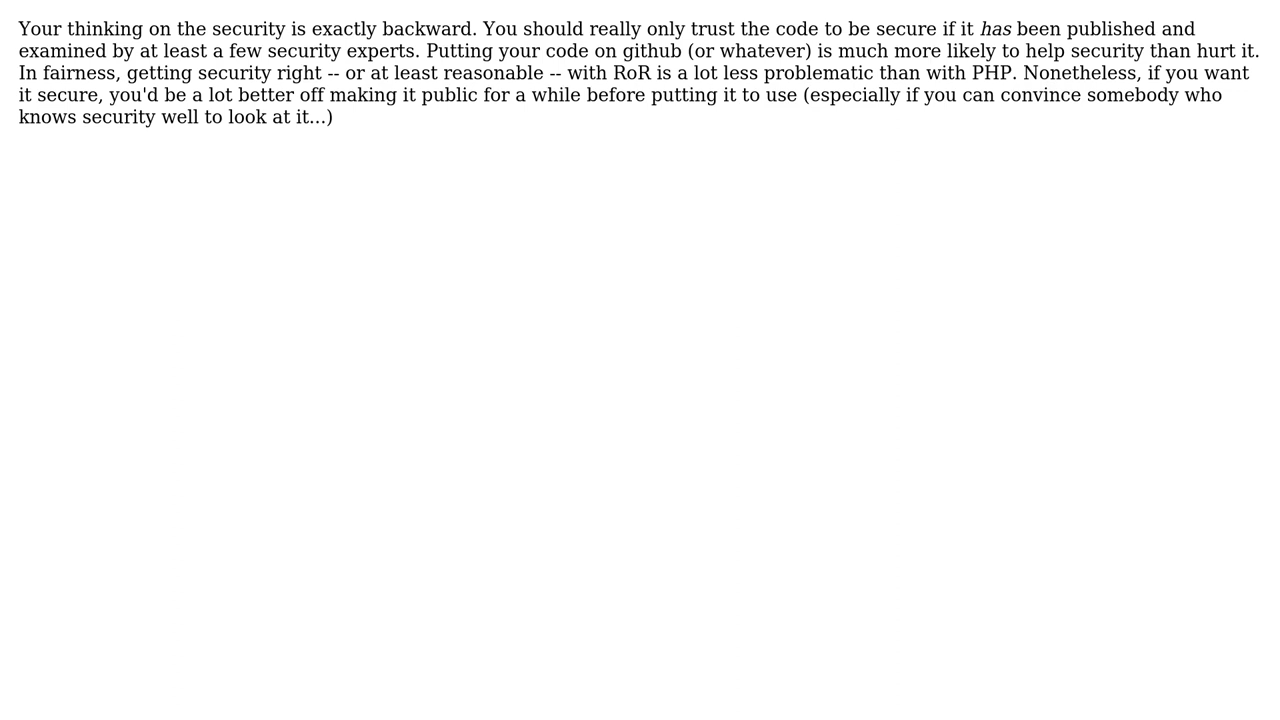 Your thinking on the security is exactly backward. You should really only trust the code to be secure if it has been published and
examined by at least a few security experts. Putting your code on github (or whatever) is much more likely to help security than hurt it.
In fairness, getting security right -- or at least reasonable -- with RoR is a lot less problematic than with PHP. Nonetheless, if you want
it secure, you'd be a lot better off making it public for a while before putting it to use (especially if you can convince somebody who
knows security well to look at it...)